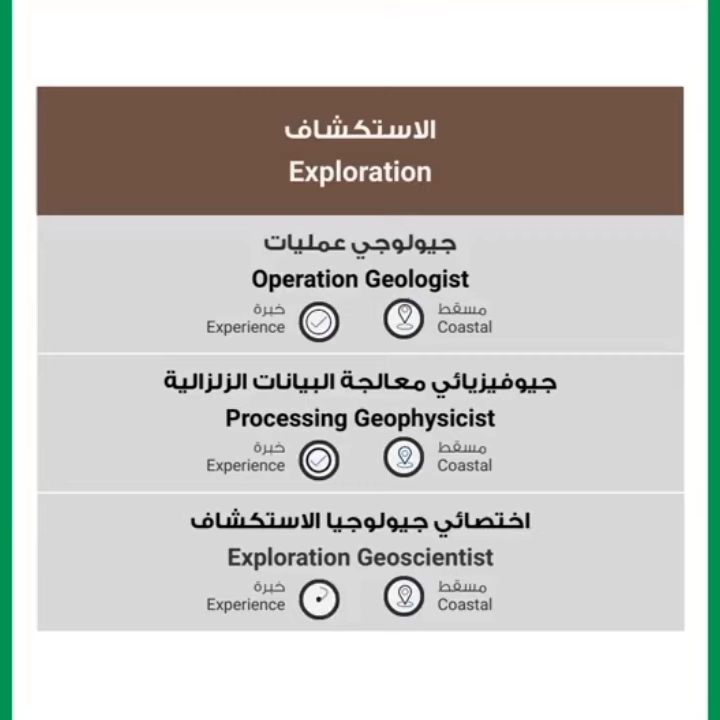 الاستكشاف
Exploration
جيولوجي عمليات
Operation Geologist
خبرة
Experience
مسقط
Coastal
جيوفيزيائي معالجة البيانات الزلزالية
Processing Geophysicist
خبرة
Experience
مسقط
Coastal
اختصائي جيولوجيا الاستكشاف
Exploration Geoscientist
خبرة
Experience
مسقط
Coastal